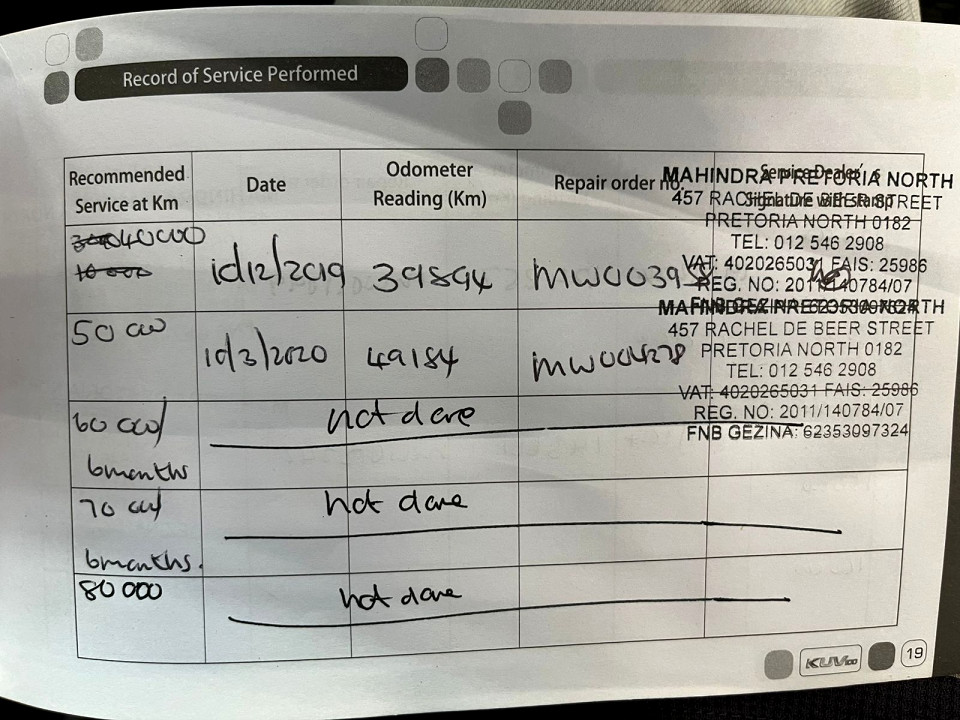 Record of Service Performed
Recommended Service at Km
Date
Odometer Reading (Km)
Repair order no.
Service Dealer's Signature with stamp
MAHINDRA PRETORIA NORTH
457 RACHEL DE BEER STREET
PRETORIA NORTH 0182
TEL: 012 546 2908
VAT: 4020265031 FAIS: 25986
REG. NO: 2011/140784/07
FNB GEZINA: 62353097324
40000
10 000
10/12/2019
39894
MW00398
MAHINDRA PRETORIA NORTH
457 RACHEL DE BEER STREET
PRETORIA NORTH 0182
TEL: 012 546 2908
VAT: 4020265031 FAIS: 25986
REG. NO: 2011/140784/07
FNB GEZINA: 62353097324
50 000
10/3/2020
49184
MW004278
60 000/
6months
not done
70 000/
6months.
not done
80 000
not done
KUV100
19